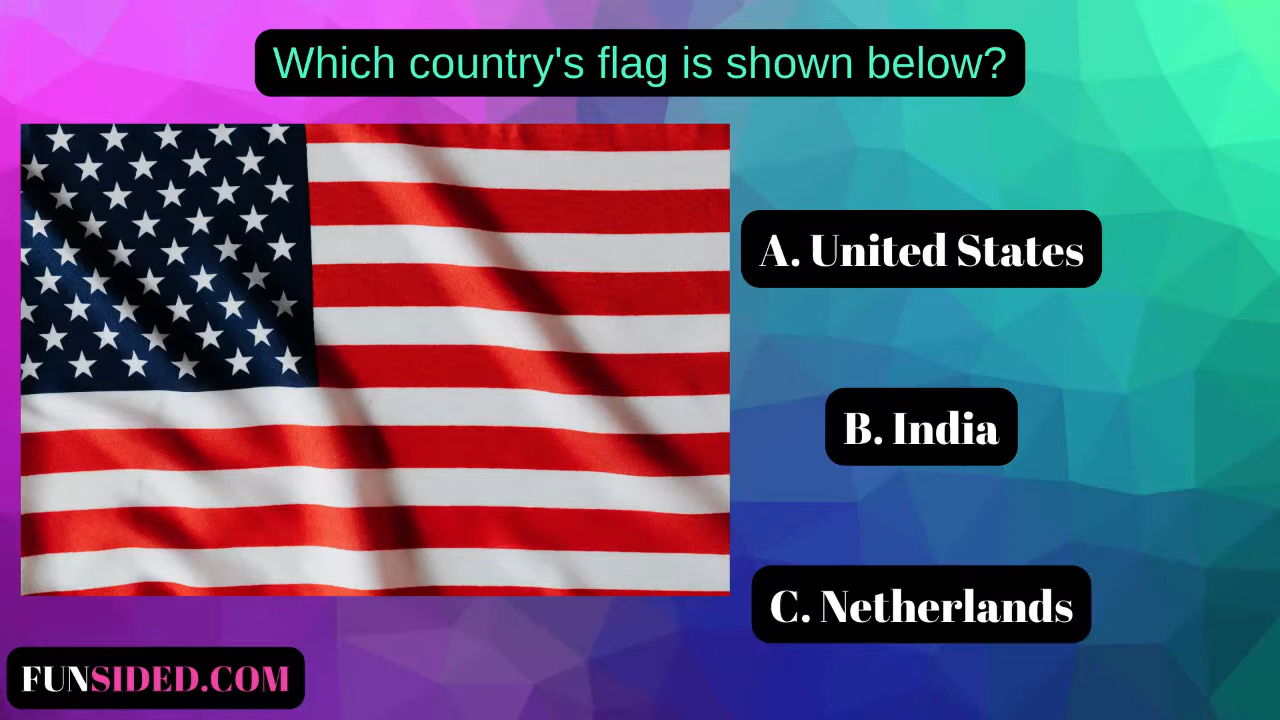 Which country's flag is shown below?
A. United States
B. India
C. Netherlands
FUNSIDED.COM